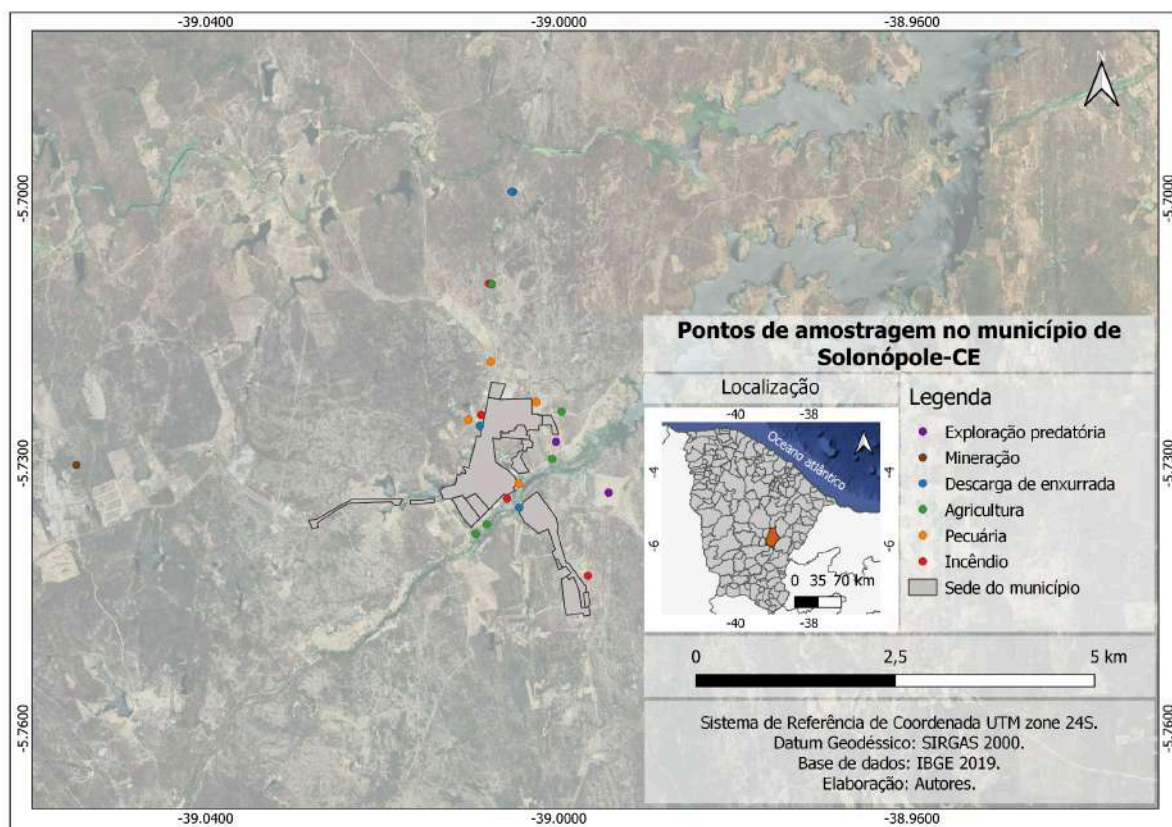 -39.0400 -39.0000 -38.9600
N
-5.7000 -5.7000
Pontos de amostragem no município de
Solonópole-CE
Localização
-40 -38
Oceano atlântico
-4 -4
-6 -6
0 35 70 km
-40 -38
Legenda
Exploração predatória
Mineração
Descarga de enxurrada
Agricultura
Pecuária
Incêndio
Sede do município
-5.7300 -5.7300
0 2,5 5 km
Sistema de Referência de Coordenada UTM zone 24S.
Datum Geodéssico: SIRGAS 2000.
Base de dados: IBGE 2019.
Elaboração: Autores.
-5.7600 -5.7600
-39.0400 -39.0000 -38.9600